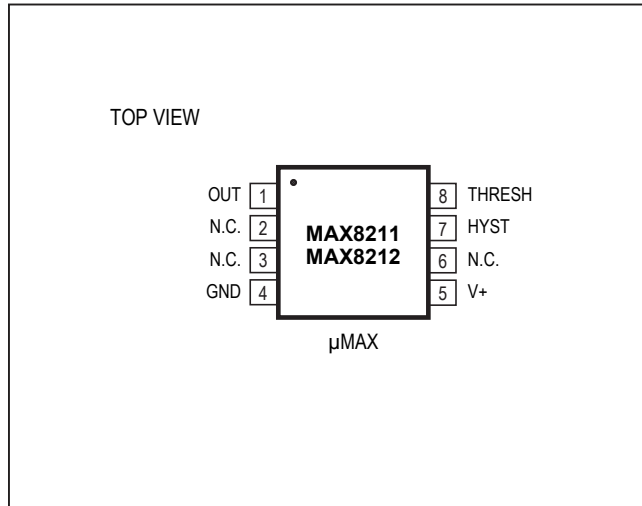 TOP VIEW
OUT 1 8 THRESH
N.C. 2 MAX8211 7 HYST
N.C. 3 MAX8212 6 N.C.
GND 4 5 V+
µMAX